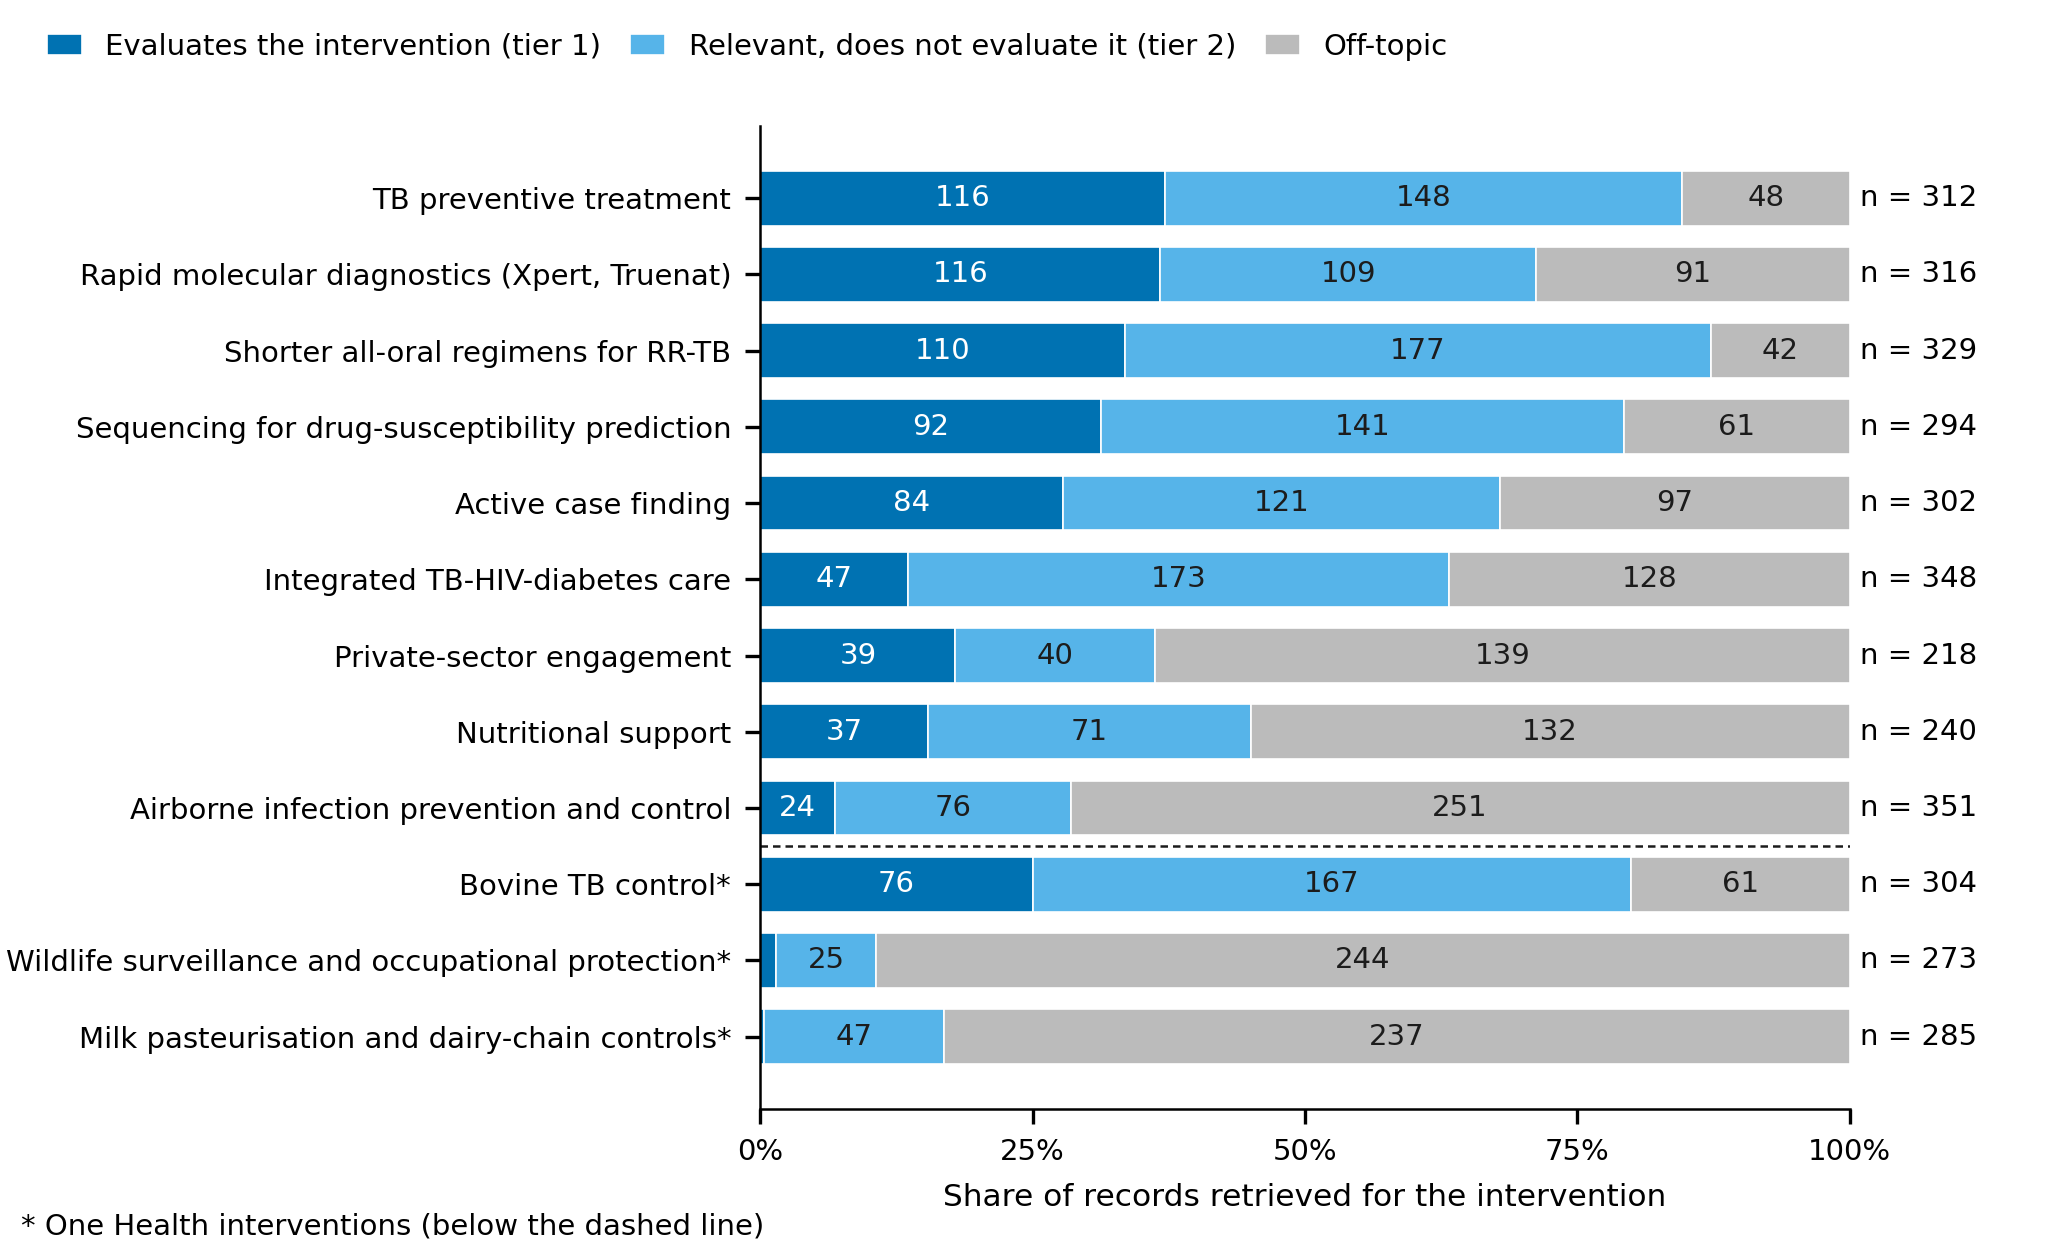 Evaluates the intervention (tier 1) Relevant, does not evaluate it (tier 2) Off-topic
TB preventive treatment 116 148 48 n = 312
Rapid molecular diagnostics (Xpert, Truenat) 116 109 91 n = 316
Shorter all-oral regimens for RR-TB 110 177 42 n = 329
Sequencing for drug-susceptibility prediction 92 141 61 n = 294
Active case finding 84 121 97 n = 302
Integrated TB-HIV-diabetes care 47 173 128 n = 348
Private-sector engagement 39 40 139 n = 218
Nutritional support 37 71 132 n = 240
Airborne infection prevention and control 24 76 251 n = 351
Bovine TB control* 76 167 61 n = 304
Wildlife surveillance and occupational protection* 25 244 n = 273
Milk pasteurisation and dairy-chain controls* 47 237 n = 285
0% 25% 50% 75% 100%
Share of records retrieved for the intervention
* One Health interventions (below the dashed line)